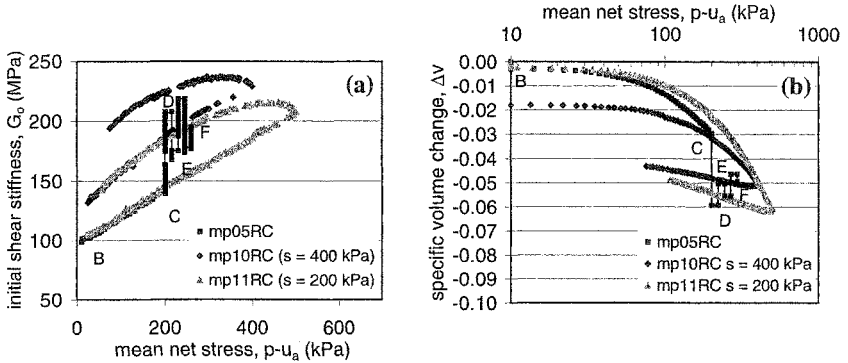 mean net stress, p-uₐ (kPa)
10 100 1000
250
200
150
100
50
initial shear stiffness, Gₒ (MPa)
(a)
D
F
E
C
B
mp05RC
mp10RC (s = 400 kPa)
mp11RC (s = 200 kPa)
0 200 400 600
mean net stress, p-uₐ (kPa)
0.00
-0.01
-0.02
-0.03
-0.04
-0.05
-0.06
-0.07
-0.08
-0.09
-0.10
specific volume change, Δv
(b)
B
C
E
F
D
mp05RC
mp10RC s = 400 kPa
mp11RC s = 200 kPa